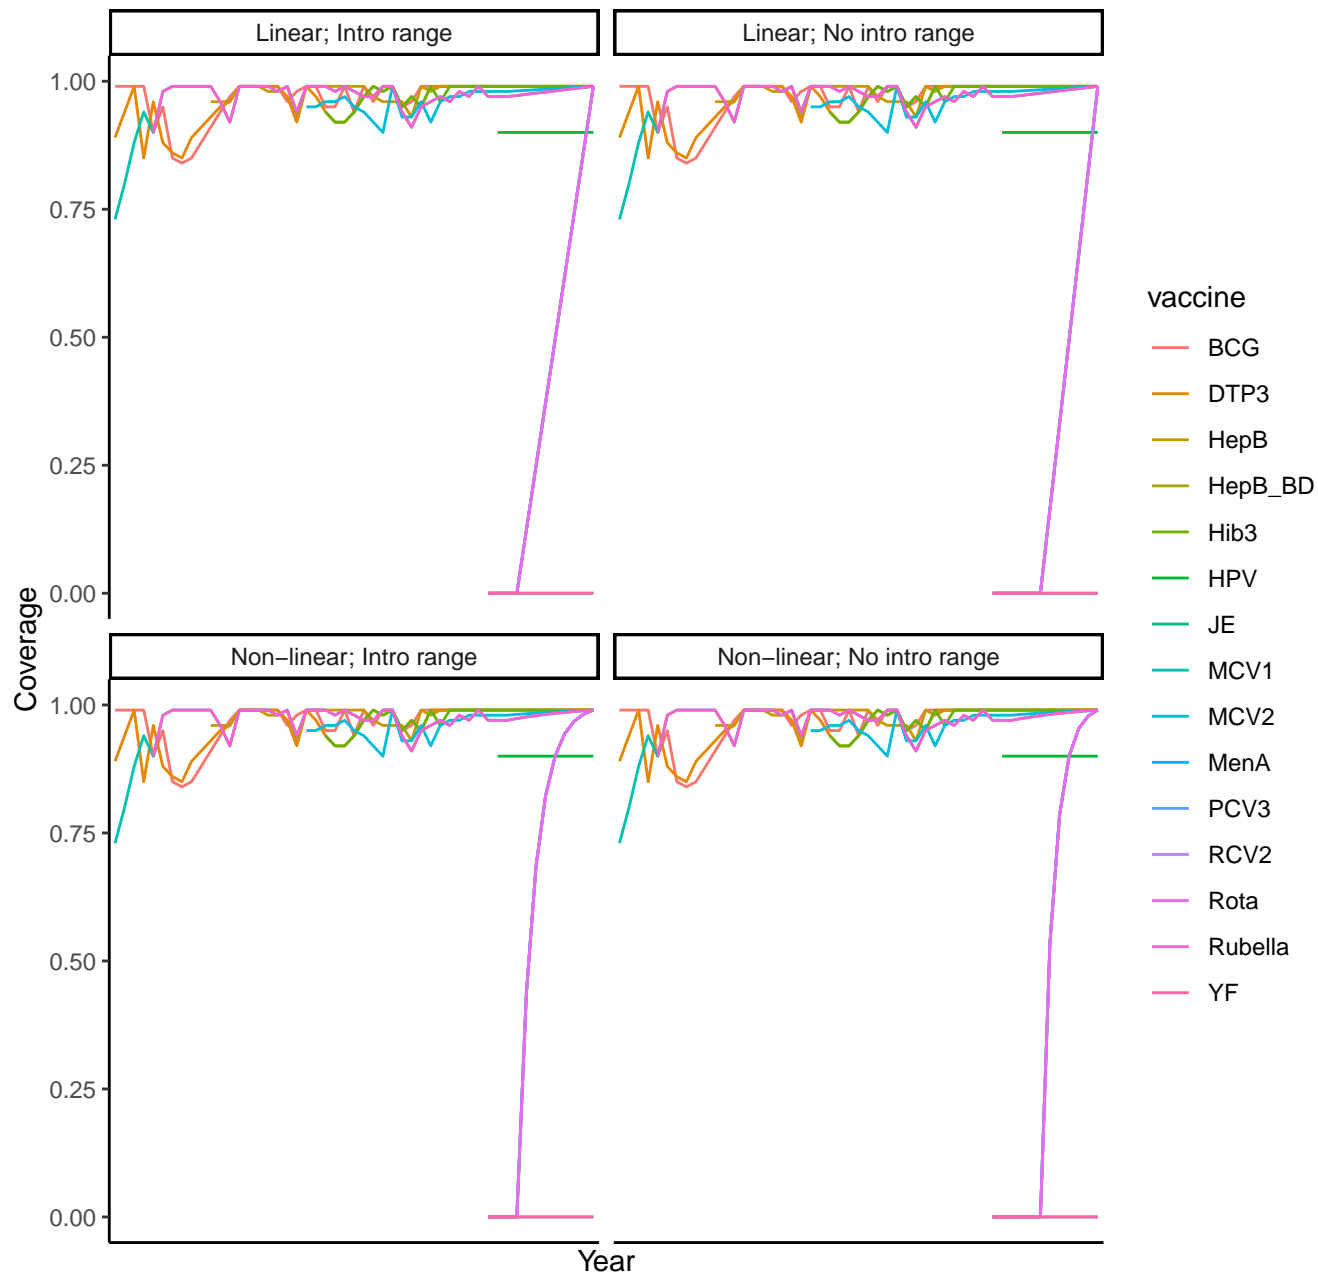 Linear; Intro range
Linear; No intro range
1.00
0.75
0.50
0.25
0.00
Non−linear; Intro range
Non−linear; No intro range
1.00
0.75
0.50
0.25
0.00
Coverage
Year
vaccine
BCG
DTP3
HepB
HepB_BD
Hib3
HPV
JE
MCV1
MCV2
MenA
PCV3
RCV2
Rota
Rubella
YF